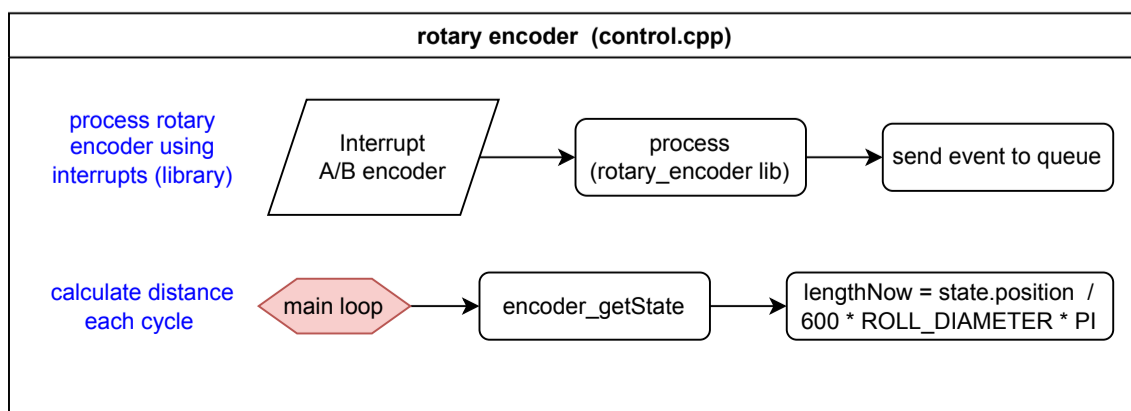 rotary encoder  (control.cpp)
process rotary
encoder using
interrupts (library)
Interrupt
A/B encoder
process
(rotary_encoder lib)
send event to queue
calculate distance
each cycle
main loop
encoder_getState
lengthNow = state.position  /
600 * ROLL_DIAMETER * PI